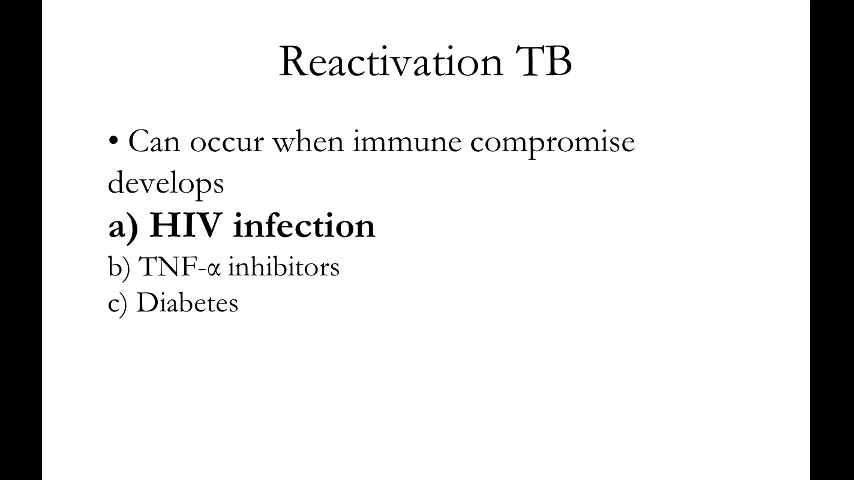 Reactivation TB
• Can occur when immune compromise
develops
a) HIV infection
b) TNF-α inhibitors
c) Diabetes